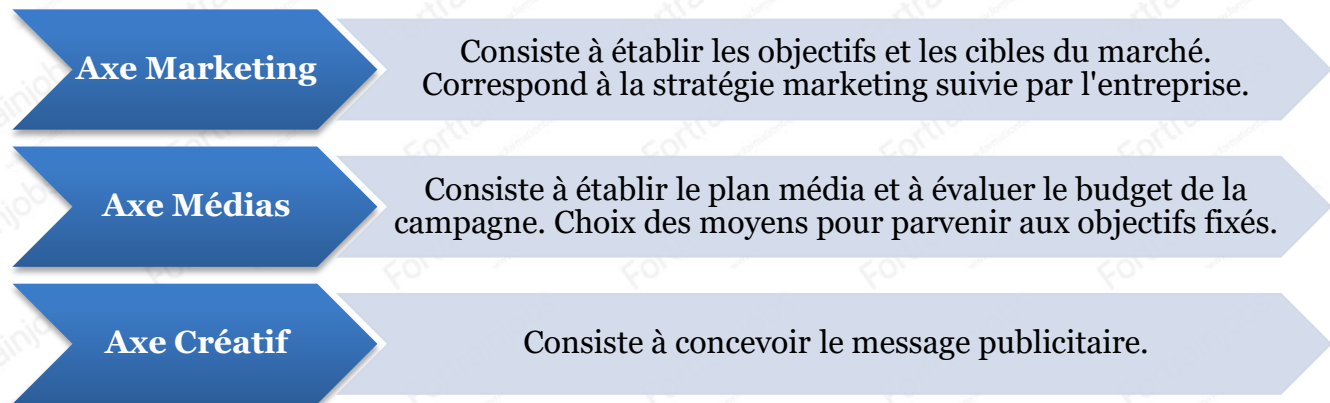 Axe Marketing
Consiste à établir les objectifs et les cibles du marché.
Correspond à la stratégie marketing suivie par l'entreprise.
Axe Médias
Consiste à établir le plan média et à évaluer le budget de la
campagne. Choix des moyens pour parvenir aux objectifs fixés.
Axe Créatif
Consiste à concevoir le message publicitaire.